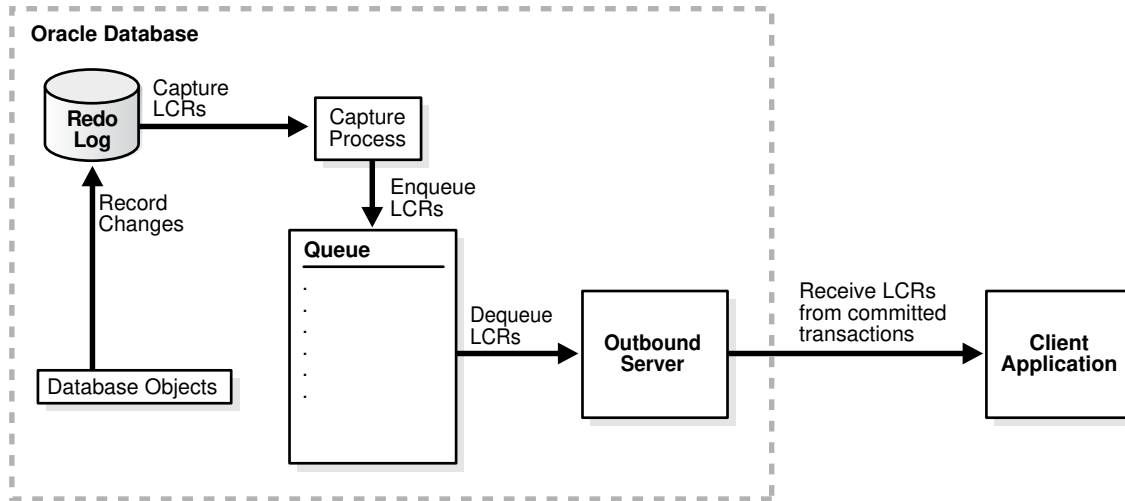 Oracle Database
Capture
LCRs
Redo
Log
Capture
Process
Record
Changes
Enqueue
LCRs
Queue
.
.
.
.
.
.
Dequeue
LCRs
Outbound
Server
Receive LCRs
from committed
transactions
Client
Application
Database Objects